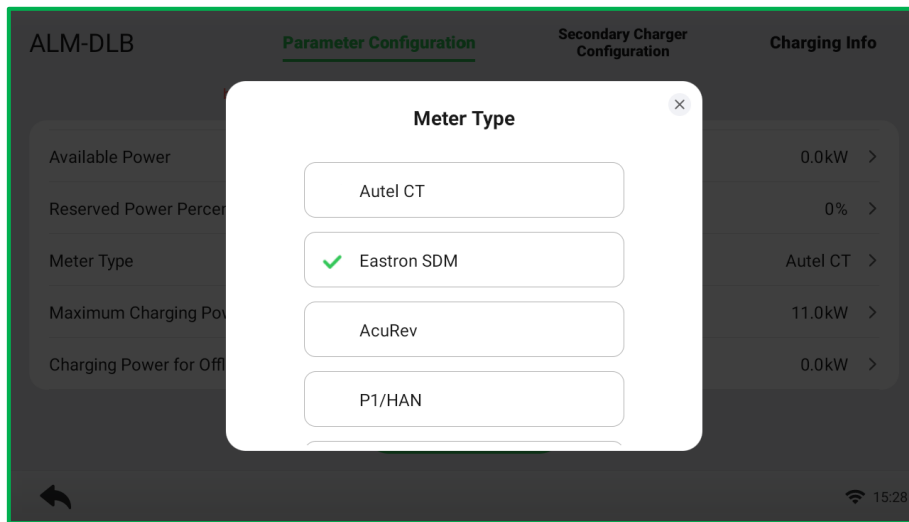 ALM-DLB
Parameter Configuration
Secondary Charger
Configuration
Charging Info
Meter Type
Autel CT
Eastron SDM
AcuRev
P1/HAN
Available Power
0.0kW
Reserved Power Percer
0%
Meter Type
Autel CT
Maximum Charging Pow
11.0kW
Charging Power for Offl
0.0kW
15:28